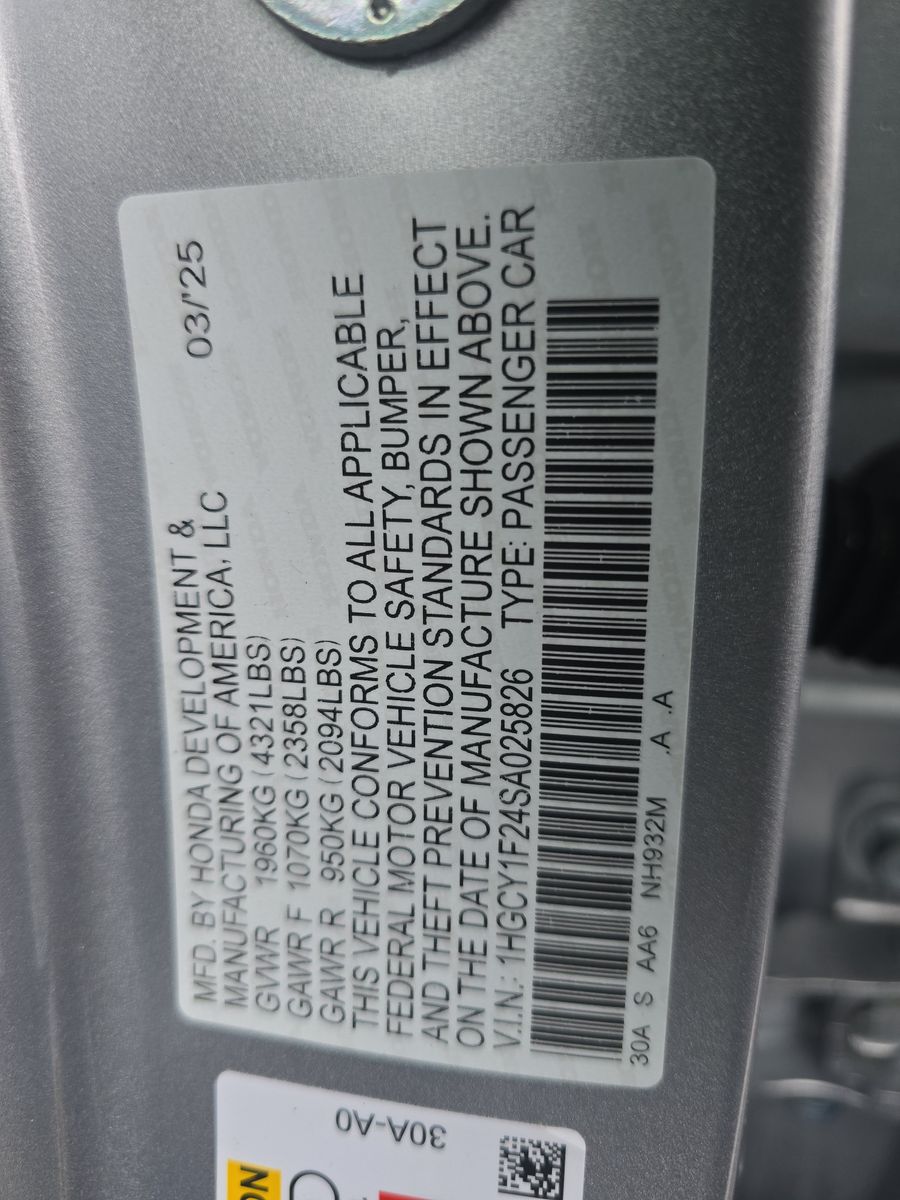 MFD. BY HONDA DEVELOPMENT & 03/'25
MANUFACTURING OF AMERICA, LLC
GVWR 1960KG (4321LBS)
GAWR F 1070KG (2358LBS)
GAWR R 950KG (2094LBS)
THIS VEHICLE CONFORMS TO ALL APPLICABLE
FEDERAL MOTOR VEHICLE SAFETY, BUMPER,
AND THEFT PREVENTION STANDARDS IN EFFECT
ON THE DATE OF MANUFACTURE SHOWN ABOVE.
V.I.N.: 1HGCY1F24SA025826 TYPE: PASSENGER CAR
30A S AA6 NH932M .A .A
30A-A0